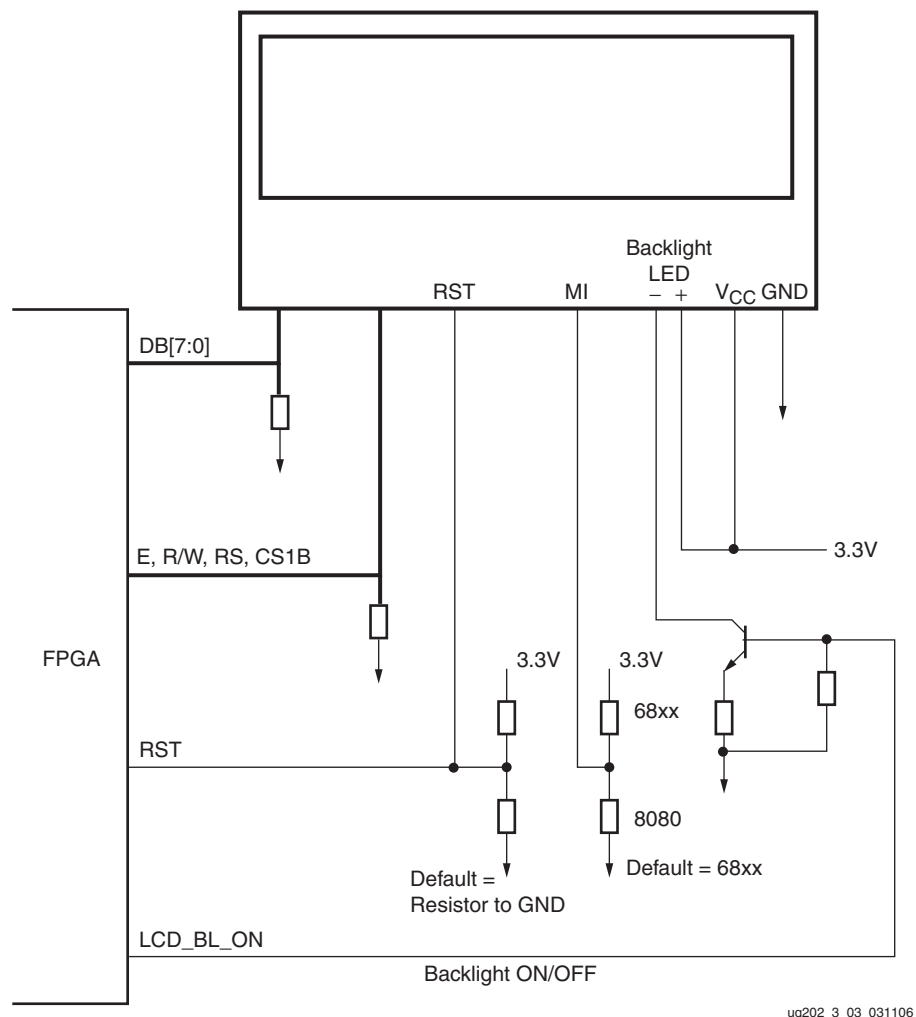 Backlight
LED
RST MI − + VCC GND
DB[7:0]
3.3V
E, R/W, RS, CS1B
FPGA
3.3V 3.3V
68xx
RST
8080
Default =
Resistor to GND
Default = 68xx
LCD_BL_ON
Backlight ON/OFF
ug202_3_03_031106